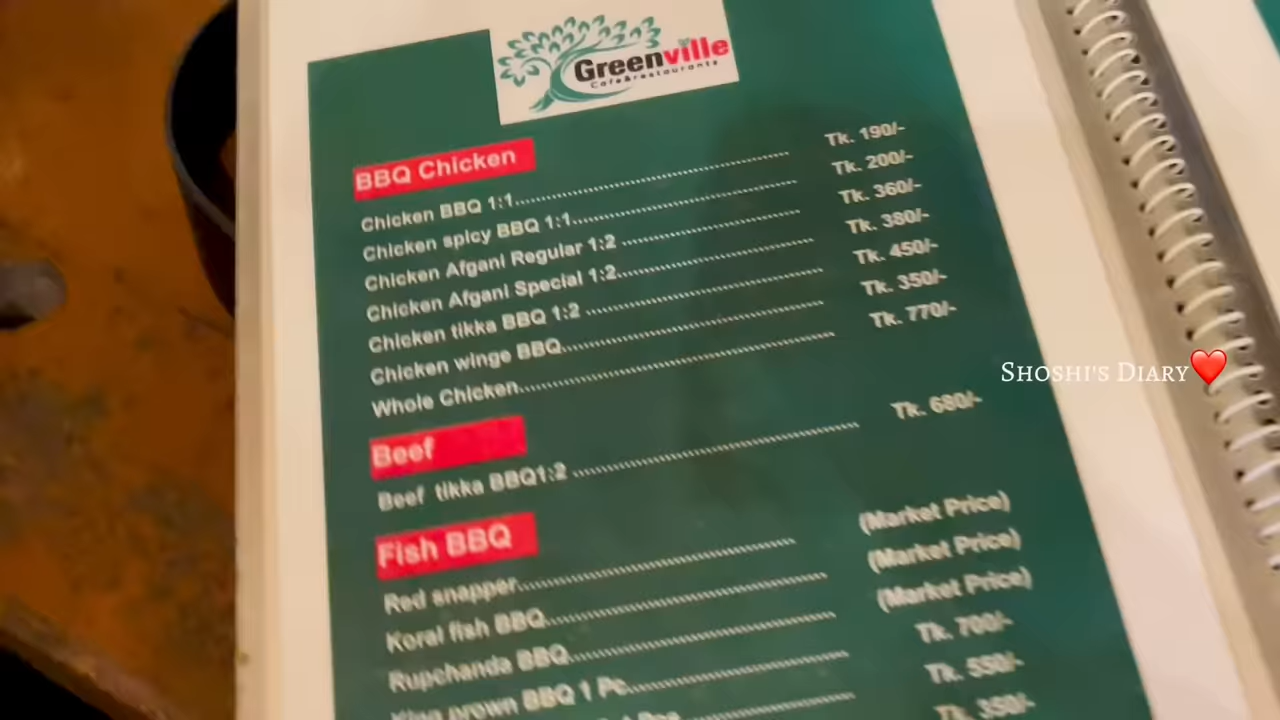 Greenville
Cafe & restaurants
BBQ Chicken
Chicken BBQ 1:1 Tk. 190/-
Chicken spicy BBQ 1:1 Tk. 200/-
Chicken Afgani Regular 1:2 Tk. 360/-
Chicken Afgani Special 1:2 Tk. 380/-
Chicken tikka BBQ 1:2 Tk. 450/-
Chicken winge BBQ Tk. 350/-
Whole Chicken Tk. 770/-
Beef
Beef tikka BBQ1:2 Tk. 680/-
Fish BBQ
Red snapper (Market Price)
Koral fish BBQ (Market Price)
Rupchanda BBQ (Market Price)
King prown BBQ 1 Pc Tk. 700/-
Tk. 550/-
Tk. 350/-
Shoshi's Diary❤️